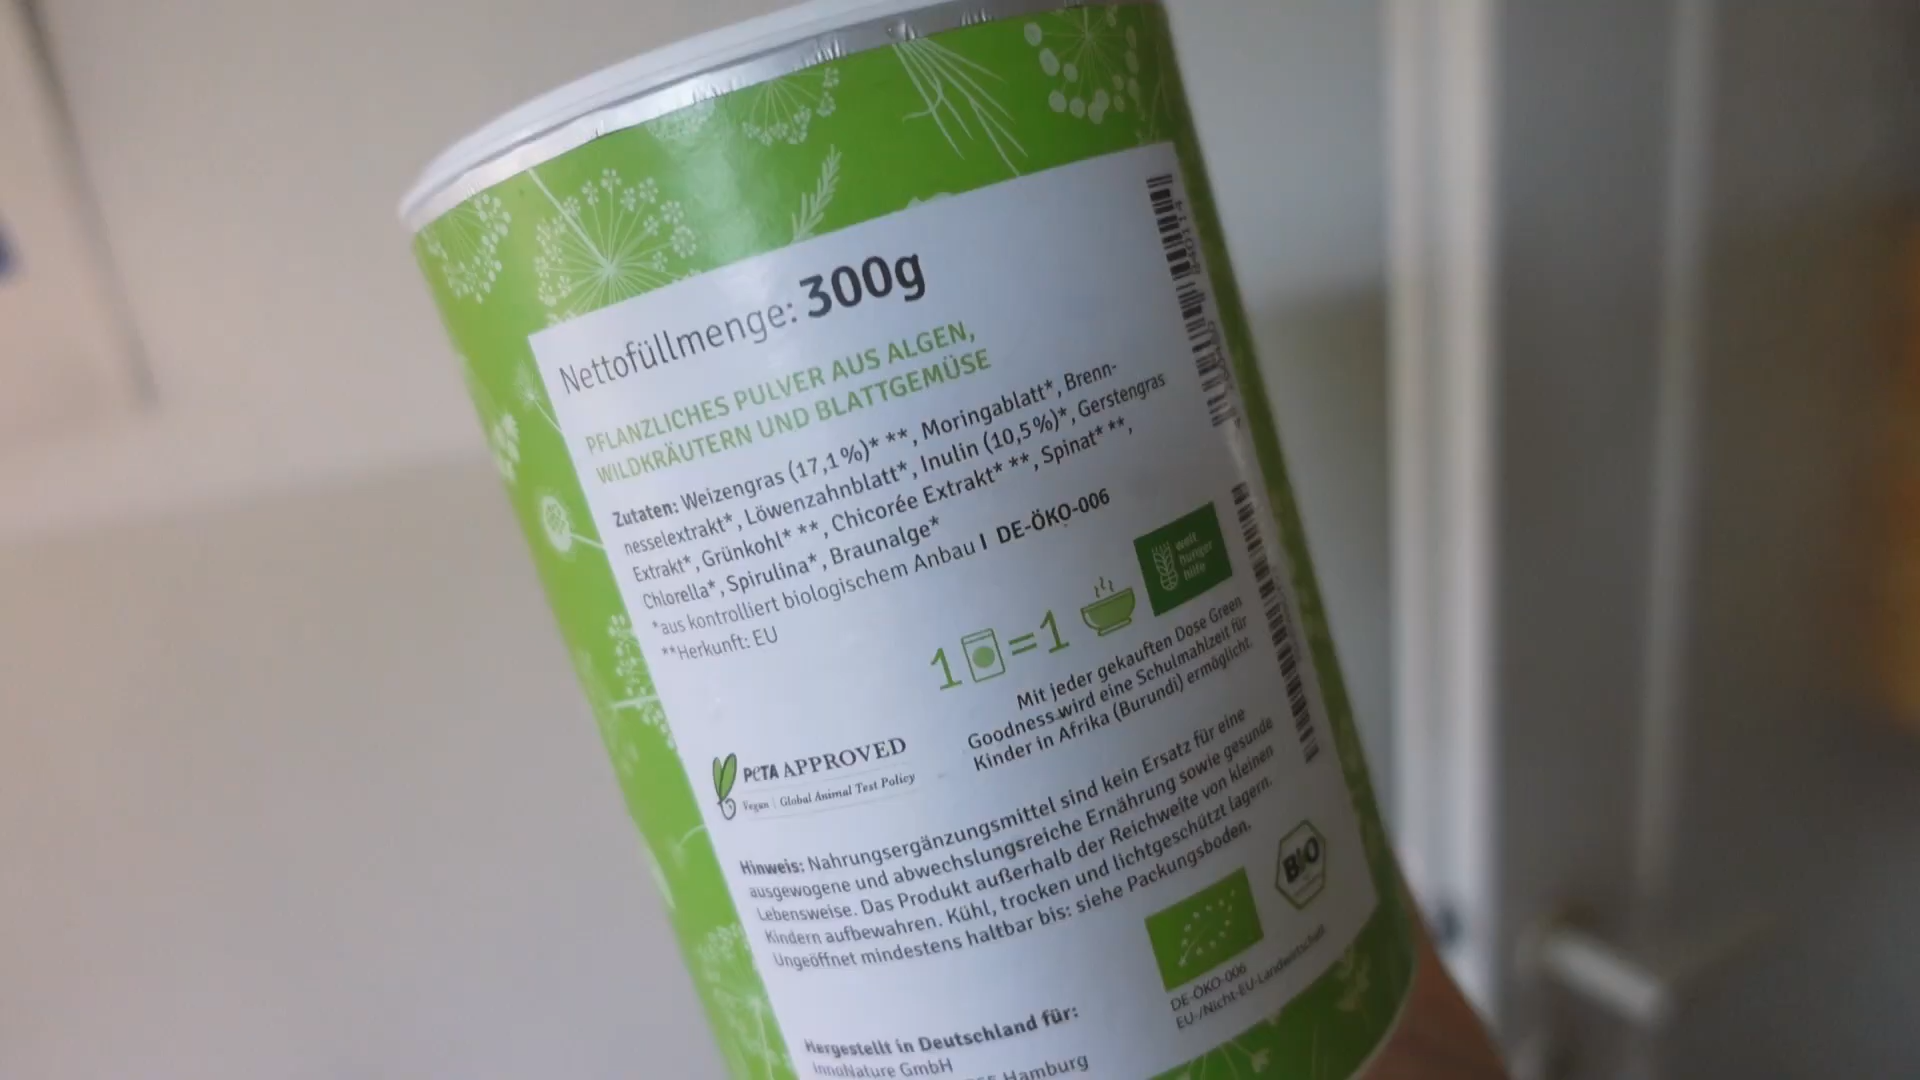 Nettofüllmenge: 300g
PFLANZLICHES PULVER AUS ALGEN,
WILDKRÄUTERN UND BLATTGEMÜSE
Zutaten: Weizengras (17,1%)* **, Moringablatt*, Brenn-
nesselextrakt*, Löwenzahnblatt*, Inulin (10,5%)*, Gerstengras
Extrakt*, Grünkohl* **, Chicorée Extrakt* **, Spinat* **,
Chlorella*, Spirulina*, Braunalge*
*aus kontrolliert biologischem Anbau I DE-ÖKO-006
**Herkunft: EU
1 = 1
welt
hunger
hilfe
Mit jeder gekauften Dose Green
Goodness wird eine Schulmahlzeit für
Kinder in Afrika (Burundi) ermöglicht.
PETA APPROVED
Vegan | Global Animal Test Policy
Hinweis: Nahrungsergänzungsmittel sind kein Ersatz für eine
ausgewogene und abwechslungsreiche Ernährung sowie gesunde
Lebensweise. Das Produkt außerhalb der Reichweite von kleinen
Kindern aufbewahren. Kühl, trocken und lichtgeschützt lagern.
Ungeöffnet mindestens haltbar bis: siehe Packungsboden.
BIO
DE-ÖKO-006
EU-/Nicht-EU-Landwirtschaft
Hergestellt in Deutschland für:
InnoNature GmbH
Hamburg